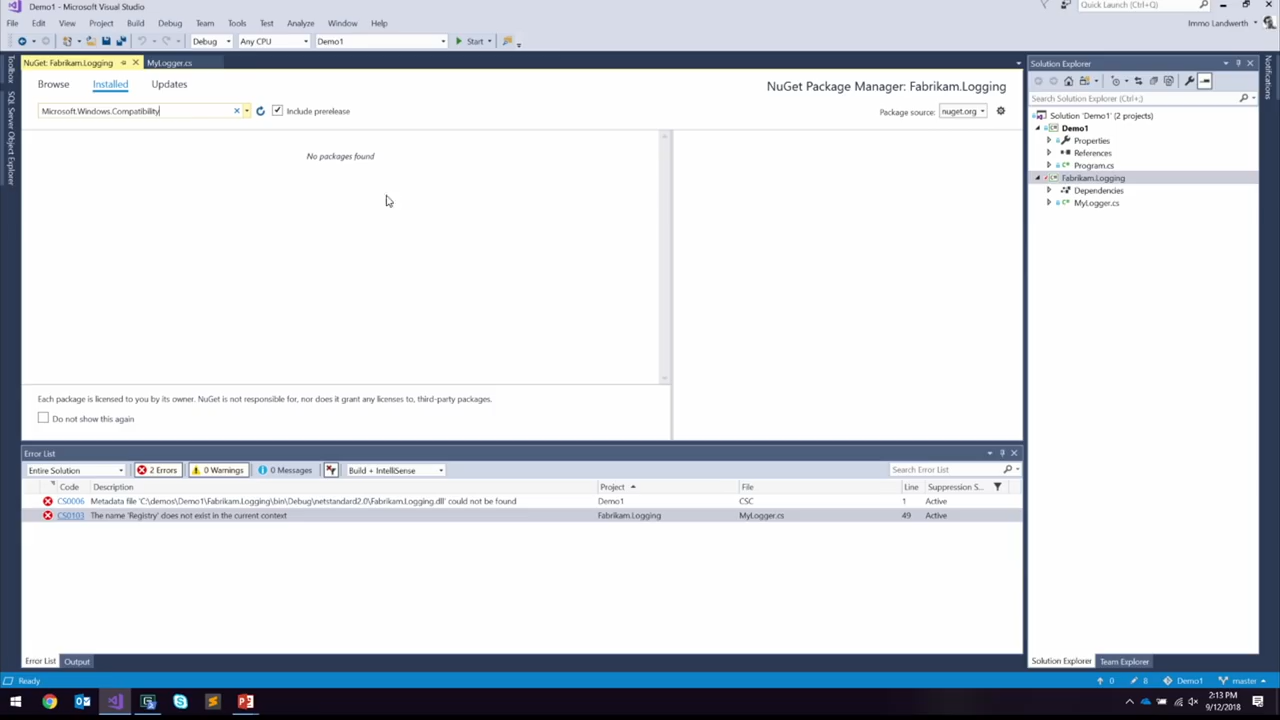 Demo1 - Microsoft Visual Studio
Quick Launch (Ctrl+Q)
File Edit View Project Build Debug Team Tools Test Analyze Window Help
Immo Landwerth
Debug Any CPU Demo1 Start
Toolbox
SQL Server Object Explorer
NuGet: Fabrikam.Logging MyLogger.cs
Browse Installed Updates
NuGet Package Manager: Fabrikam.Logging
Microsoft.Windows.Compatibility Include prerelease
Package source: nuget.org
No packages found
Each package is licensed to you by its owner. NuGet is not responsible for, nor does it grant any licenses to, third-party packages.
Do not show this again
Solution Explorer
Search Solution Explorer (Ctrl+;)
Solution 'Demo1' (2 projects)
Demo1
Properties
References
Program.cs
Fabrikam.Logging
Dependencies
MyLogger.cs
Notifications
Error List
Entire Solution 2 Errors 0 Warnings 0 Messages Build + IntelliSense Search Error List
Code Description Project File Line Suppression S...
CS0006 Metadata file 'C:\demos\Demo1\Fabrikam.Logging\bin\Debug\netstandard2.0\Fabrikam.Logging.dll' could not be found Demo1 CSC 1 Active
CS0103 The name 'Registry' does not exist in the current context Fabrikam.Logging MyLogger.cs 49 Active
Error List Output
Solution Explorer Team Explorer
Ready 0 8 Demo1 master
2:13 PM
9/12/2018